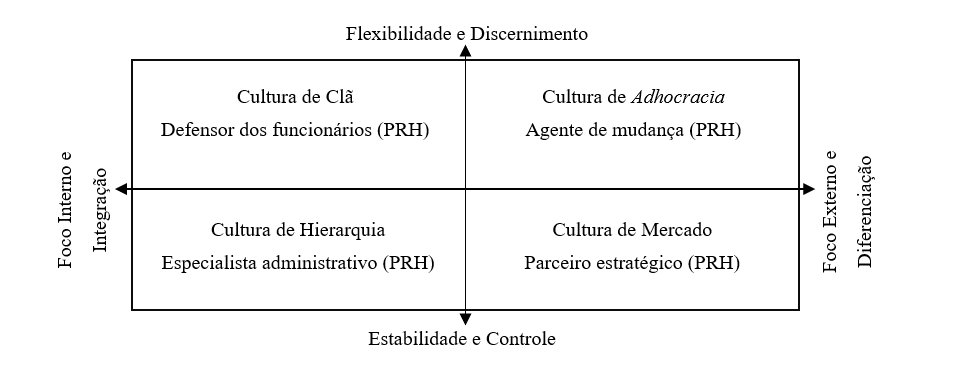 Flexibilidade e Discernimento
Cultura de Clã
Defensor dos funcionários (PRH)
Cultura de Adhocracia
Agente de mudança (PRH)
Foco Interno e
Integração
Foco Externo e
Diferenciação
Cultura de Hierarquia
Especialista administrativo (PRH)
Cultura de Mercado
Parceiro estratégico (PRH)
Estabilidade e Controle